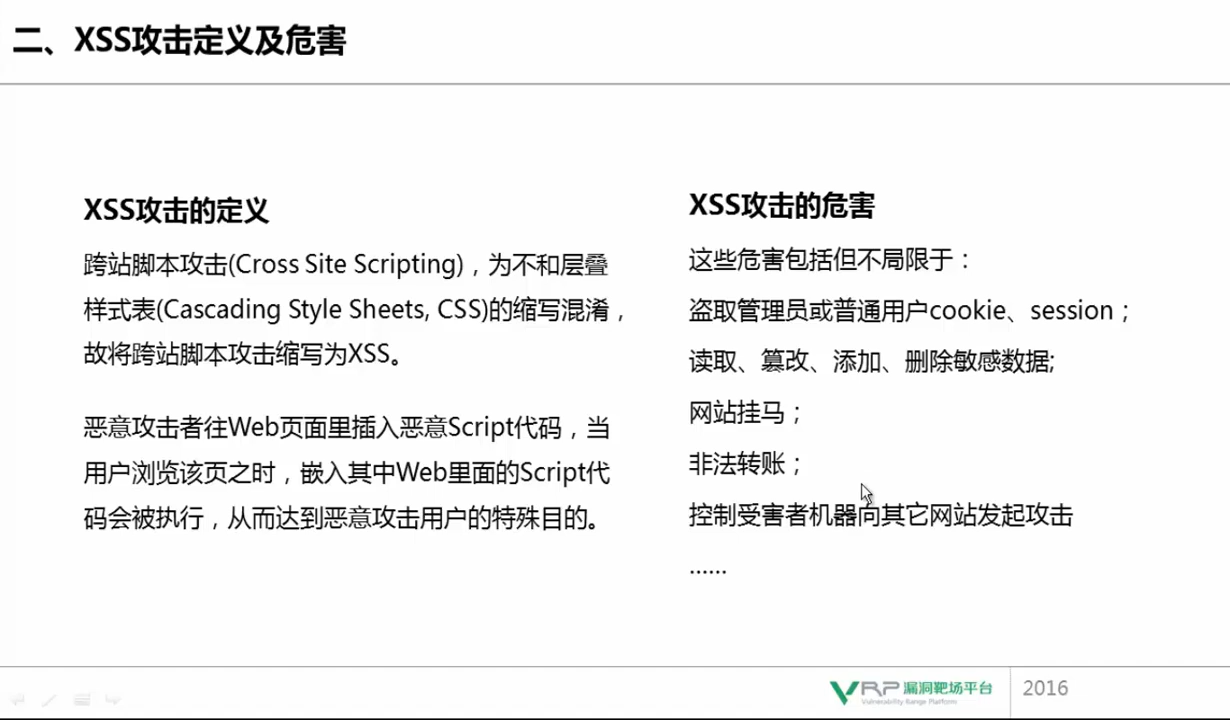 二、XSS攻击定义及危害
XSS攻击的定义
跨站脚本攻击(Cross Site Scripting)，为不和层叠
样式表(Cascading Style Sheets, CSS)的缩写混淆，
故将跨站脚本攻击缩写为XSS。
恶意攻击者往Web页面里插入恶意Script代码，当
用户浏览该页之时，嵌入其中Web里面的Script代
码会被执行，从而达到恶意攻击用户的特殊目的。
XSS攻击的危害
这些危害包括但不局限于：
盗取管理员或普通用户cookie、session；
读取、篡改、添加、删除敏感数据;
网站挂马；
非法转账；
控制受害者机器向其它网站发起攻击
……
VRP 漏洞靶场平台
Vulnerability Range Platform
2016